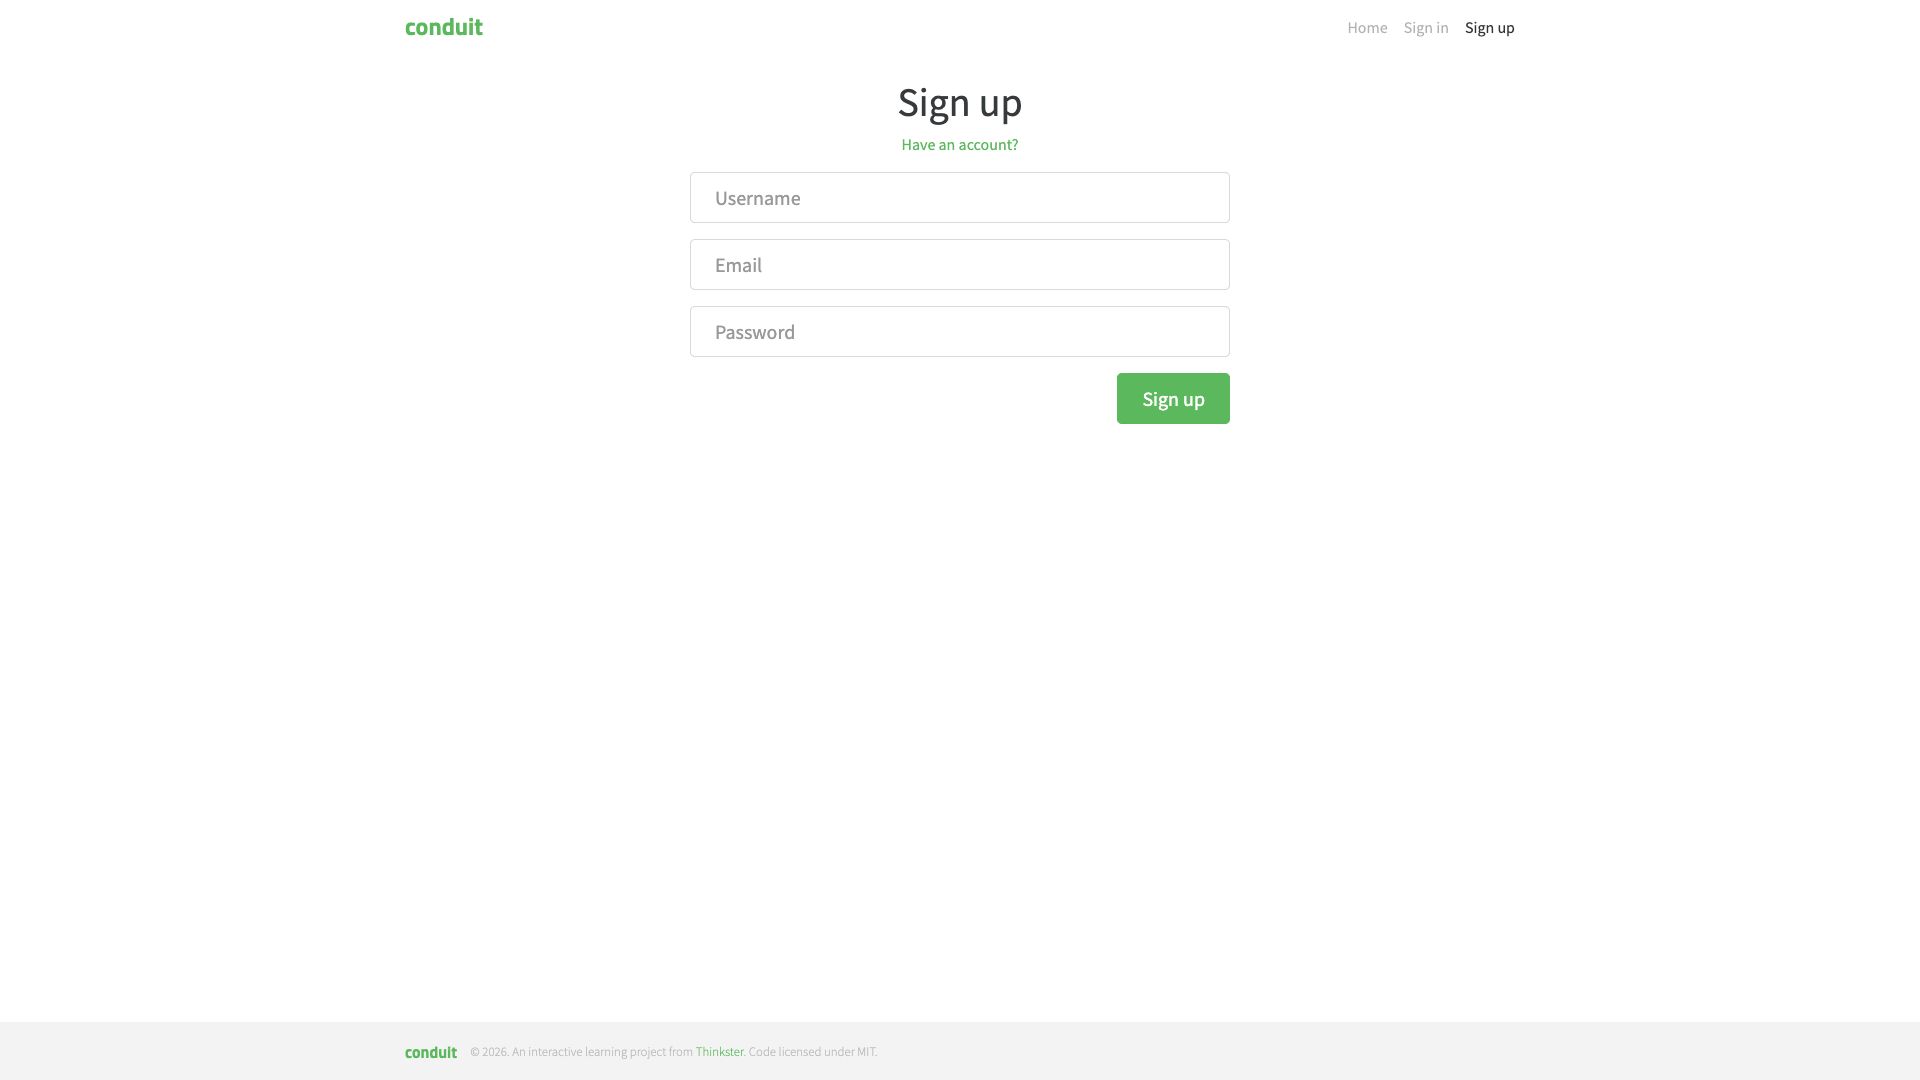 conduit
Home Sign in Sign up
Sign up
Have an account?
Username
Email
Password
Sign up
conduit © 2026. An interactive learning project from Thinkster. Code licensed under MIT.